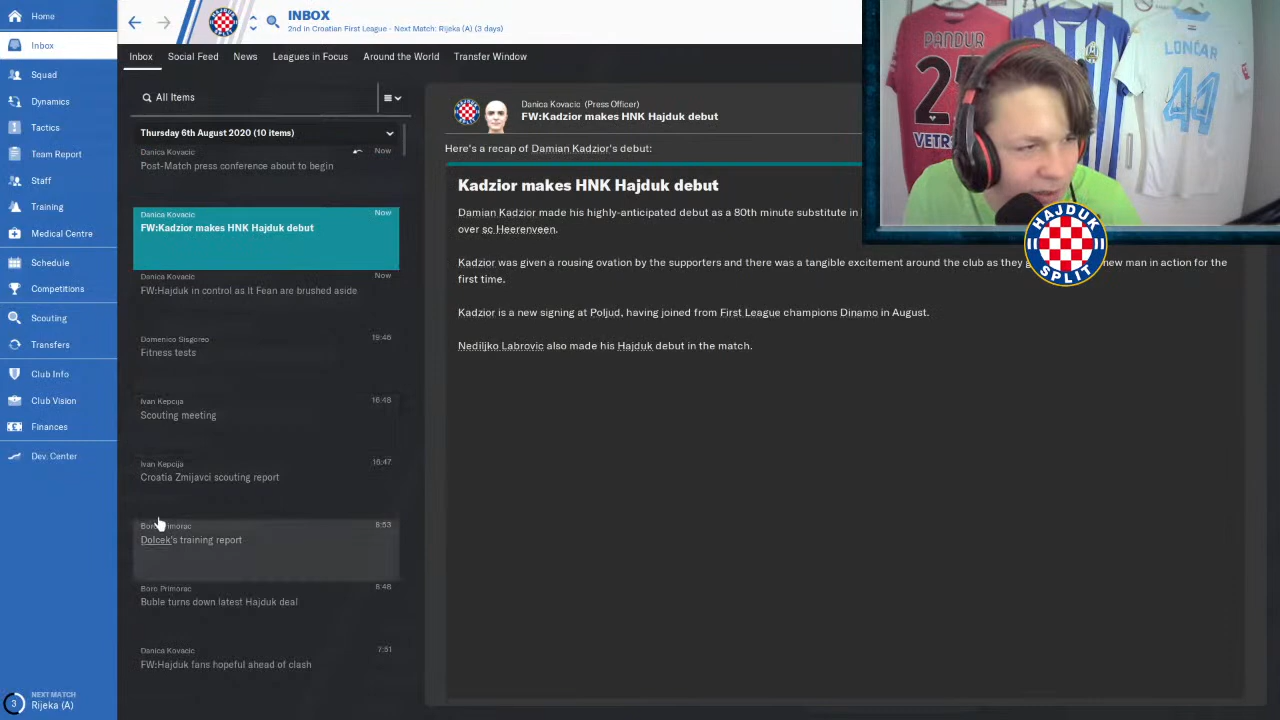 Home
Inbox
Squad
Dynamics
Tactics
Team Report
Staff
Training
Medical Centre
Schedule
Competitions
Scouting
Transfers
Club Info
Club Vision
Finances
Dev. Center
3
NEXT MATCH
Rijeka (A)
INBOX
2nd in Croatian First League - Next Match: Rijeka (A) (3 days)
Inbox Social Feed News Leagues in Focus Around the World Transfer Window
All Items
Thursday 6th August 2020 (10 items)
Danica Kovacic Now
Post-Match press conference about to begin
Danica Kovacic Now
FW:Kadzior makes HNK Hajduk debut
Danica Kovacic Now
FW:Hajduk in control as It Fean are brushed aside
Domenico Sisgoreo 19:46
Fitness tests
Ivan Kepcija 16:48
Scouting meeting
Ivan Kepcija 16:47
Croatia Zmijavci scouting report
Boro Primorac 8:53
Dolcek's training report
Boro Primorac 8:48
Buble turns down latest Hajduk deal
Danica Kovacic 7:51
FW:Hajduk fans hopeful ahead of clash
Danica Kovacic (Press Officer)
FW:Kadzior makes HNK Hajduk debut
Here's a recap of Damian Kadzior's debut:
Kadzior makes HNK Hajduk debut
Damian Kadzior made his highly-anticipated debut as a 80th minute substitute in
over sc Heerenveen.
Kadzior was given a rousing ovation by the supporters and there was a tangible excitement around the club as they new man in action for the
first time.
Kadzior is a new signing at Poljud, having joined from First League champions Dinamo in August.
Nediljko Labrovic also made his Hajduk debut in the match.
PANDUR
VETR
LONČAR
44
HAJDUK
SPLIT